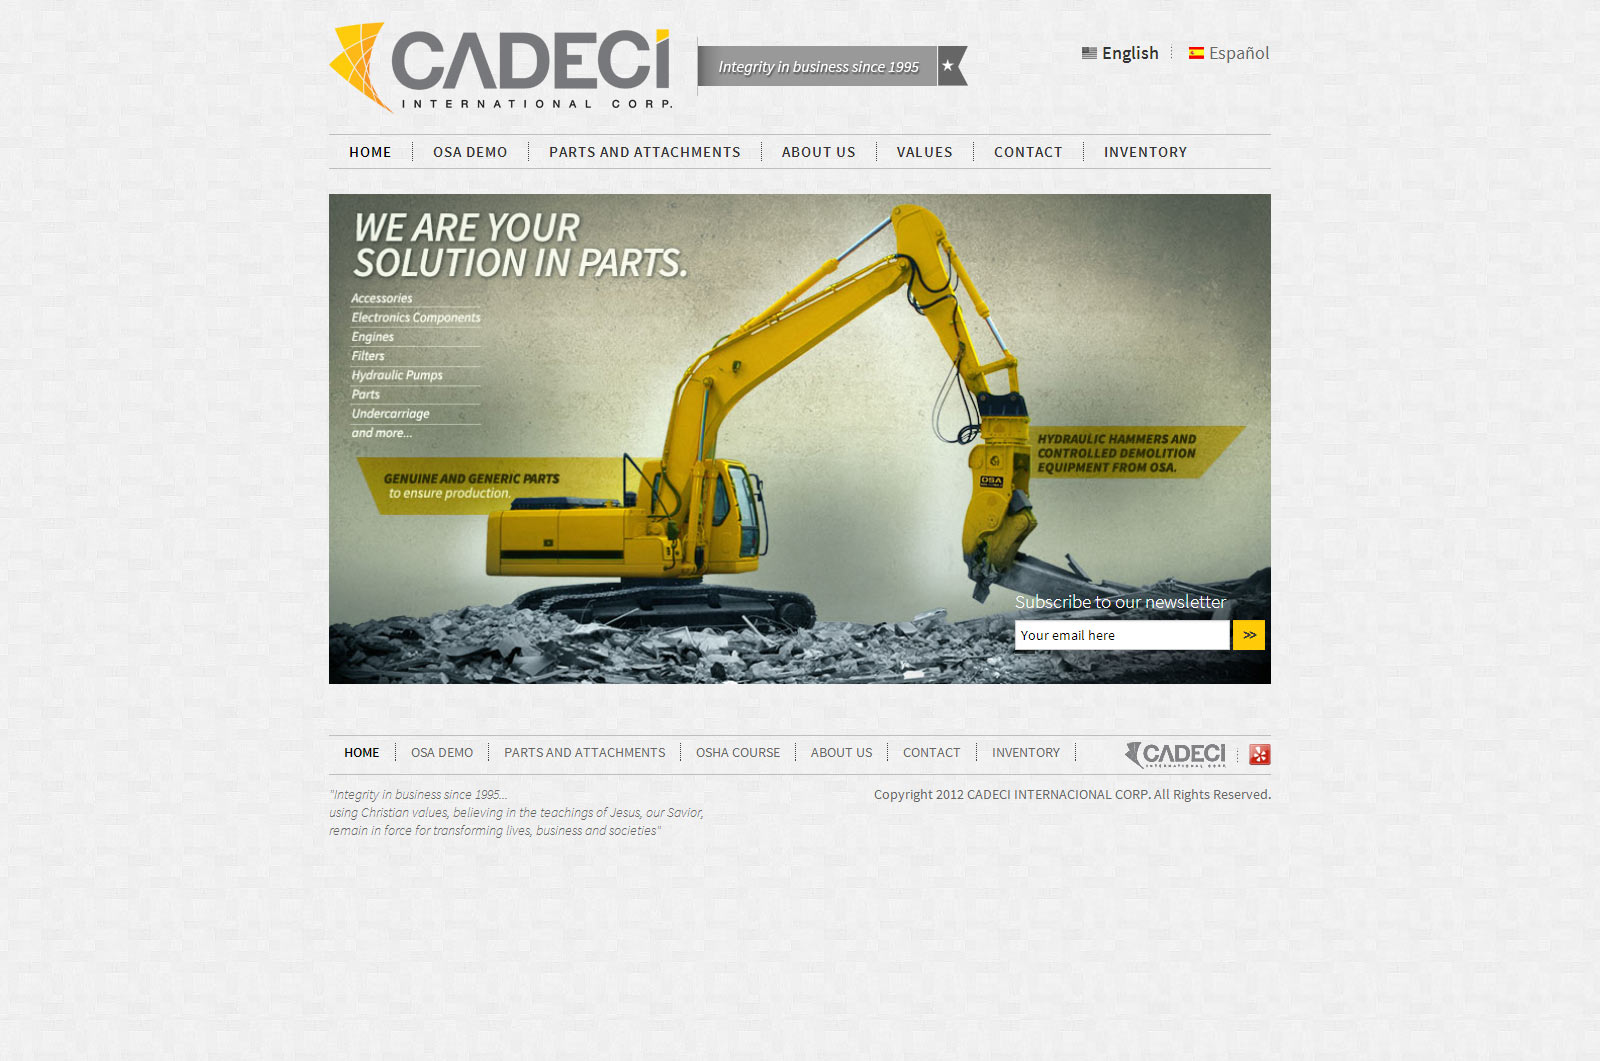 CADECI
INTERNATIONAL CORP.
Integrity in business since 1995
English
Español
HOME
OSA DEMO
PARTS AND ATTACHMENTS
ABOUT US
VALUES
CONTACT
INVENTORY
WE ARE YOUR
SOLUTION IN PARTS.
Accessories
Electronics Components
Engines
Filters
Hydraulic Pumps
Parts
Undercarriage
and more...
GENUINE AND GENERIC PARTS
to ensure production.
HYDRAULIC HAMMERS AND
CONTROLLED DEMOLITION
EQUIPMENT FROM OSA.
OSA
Subscribe to our newsletter
Your email here
>>
HOME
OSA DEMO
PARTS AND ATTACHMENTS
OSHA COURSE
ABOUT US
CONTACT
INVENTORY
CADECI
INTERNATIONAL CORP.
"Integrity in business since 1995...
using Christian values, believing in the teachings of Jesus, our Savior,
remain in force for transforming lives, business and societies"
Copyright 2012 CADECI INTERNACIONAL CORP. All Rights Reserved.